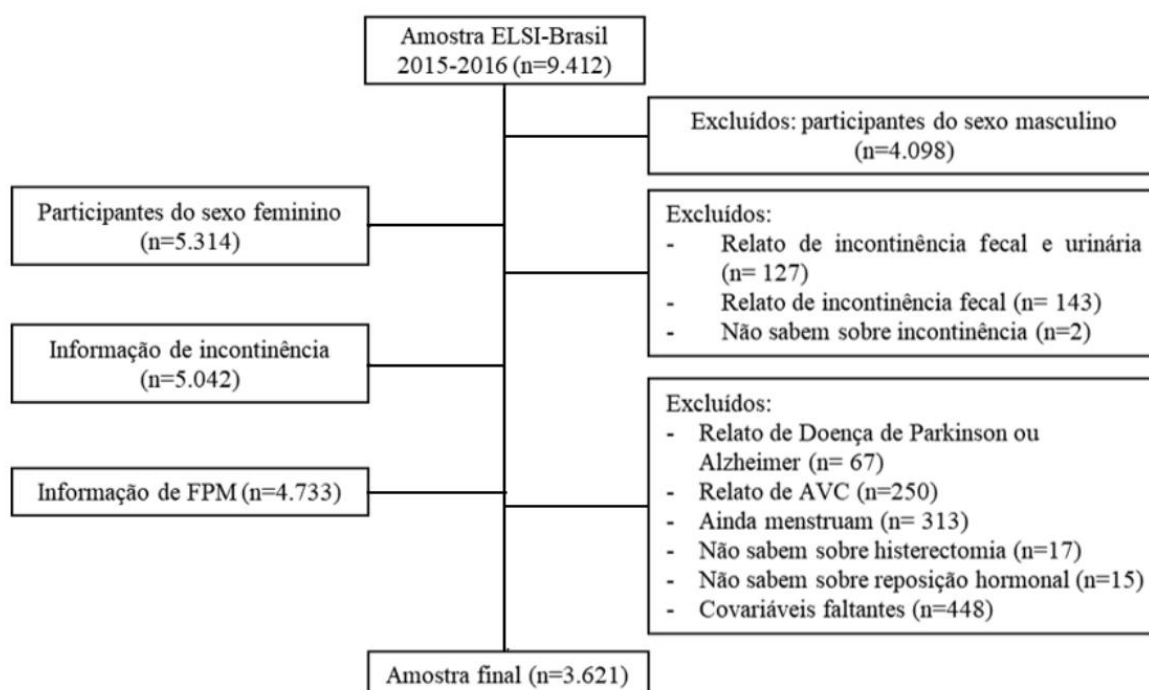 Amostra ELSI-Brasil
2015-2016 (n=9.412)
Excluídos: participantes do sexo masculino
(n=4.098)
Participantes do sexo feminino
(n=5.314)
Excluídos:
- Relato de incontinência fecal e urinária
(n= 127)
- Relato de incontinência fecal (n= 143)
- Não sabem sobre incontinência (n=2)
Informação de incontinência
(n=5.042)
Excluídos:
- Relato de Doença de Parkinson ou
Alzheimer (n= 67)
- Relato de AVC (n=250)
- Ainda menstruam (n= 313)
- Não sabem sobre histerectomia (n=17)
- Não sabem sobre reposição hormonal (n=15)
- Covariáveis faltantes (n=448)
Informação de FPM (n=4.733)
Amostra final (n=3.621)